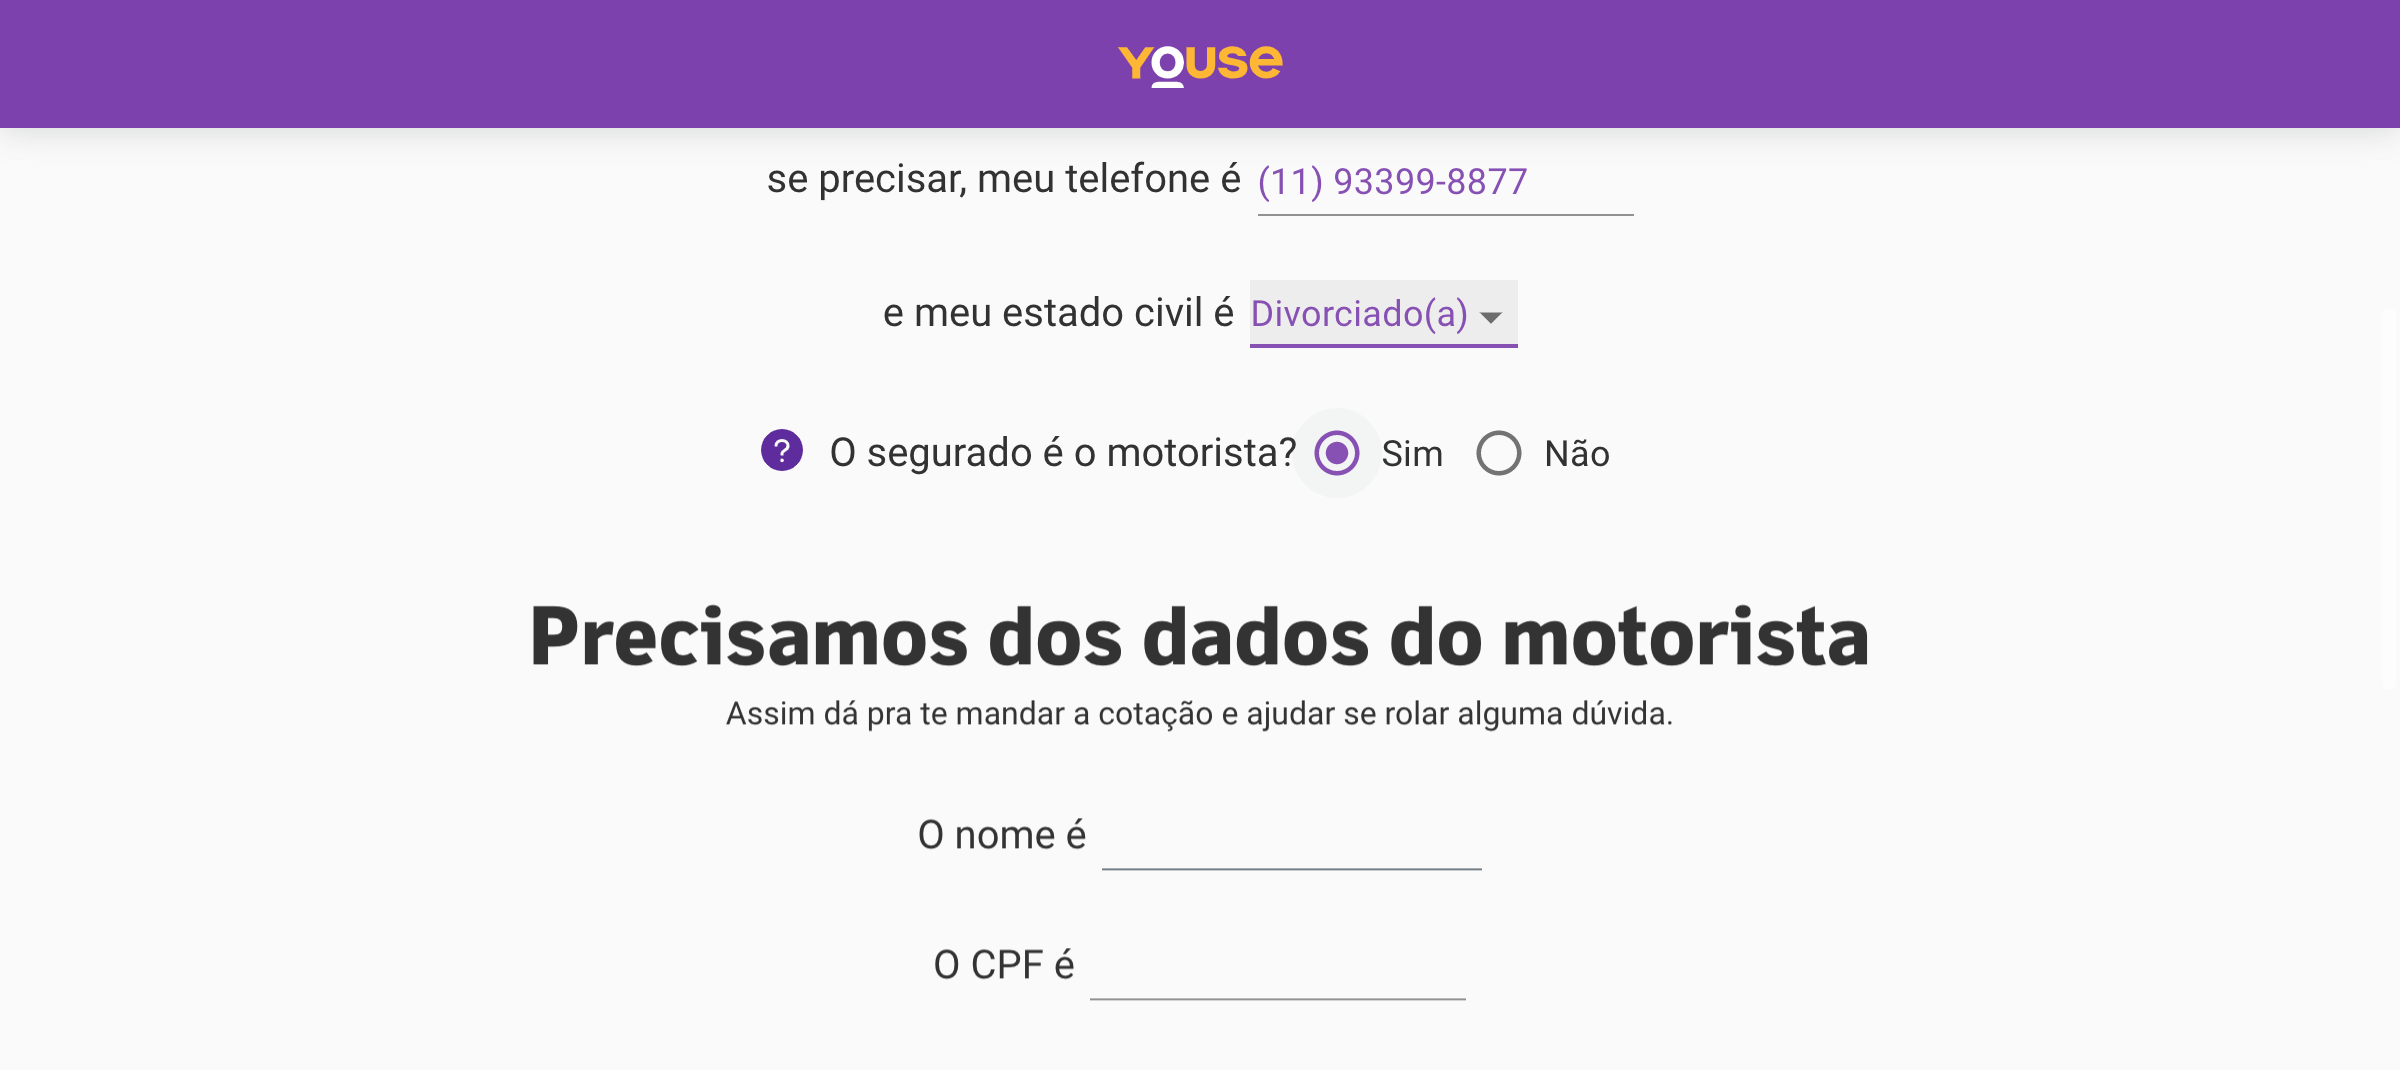 Youse
se precisar, meu telefone é (11) 93399-8877
e meu estado civil é Divorciado(a)
? O segurado é o motorista? Sim Não
Precisamos dos dados do motorista
Assim dá pra te mandar a cotação e ajudar se rolar alguma dúvida.
O nome é
O CPF é